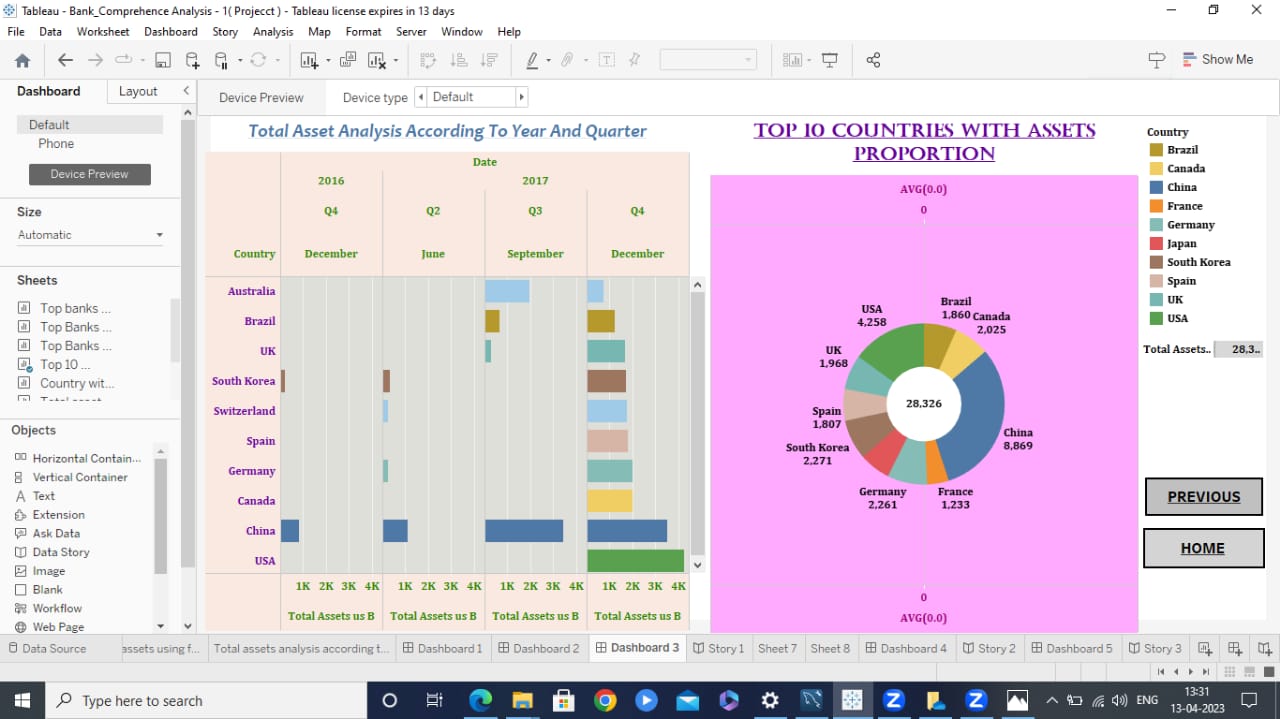 Tableau - Bank_Comprehence Analysis - 1( Projecct ) - Tableau license expires in 13 days
File Data Worksheet Dashboard Story Analysis Map Format Server Window Help
Show Me
Dashboard Layout
Device Preview Device type Default
Default
Phone
Device Preview
Size
Automatic
Sheets
Top banks ...
Top Banks ...
Top Banks ...
Top 10 ...
Country wit...
Objects
Horizontal Contain...
Vertical Container
Text
Extension
Ask Data
Data Story
Image
Blank
Workflow
Web Page
Total Asset Analysis According To Year And Quarter
Date
2016 2017
Q4 Q2 Q3 Q4
Country December June September December
Australia
Brazil
UK
South Korea
Switzerland
Spain
Germany
Canada
China
USA
1K 2K 3K 4K 1K 2K 3K 4K 1K 2K 3K 4K 1K 2K 3K 4K
Total Assets us B Total Assets us B Total Assets us B Total Assets us B
TOP 10 COUNTRIES WITH ASSETS
PROPORTION
AVG(0.0)
0
Brazil
1,860
Canada
2,025
China
8,869
France
1,233
Germany
2,261
South Korea
2,271
Spain
1,807
UK
1,968
USA
4,258
28,326
0
AVG(0.0)
Country
Brazil
Canada
China
France
Germany
Japan
South Korea
Spain
UK
USA
Total Assets.. 28,3..
PREVIOUS
HOME
Data Source assets using f... Total assets analysis according t... Dashboard 1 Dashboard 2 Dashboard 3 Story 1 Sheet 7 Sheet 8 Dashboard 4 Story 2 Dashboard 5 Story 3
Type here to search
ENG
13:31
13-04-2023